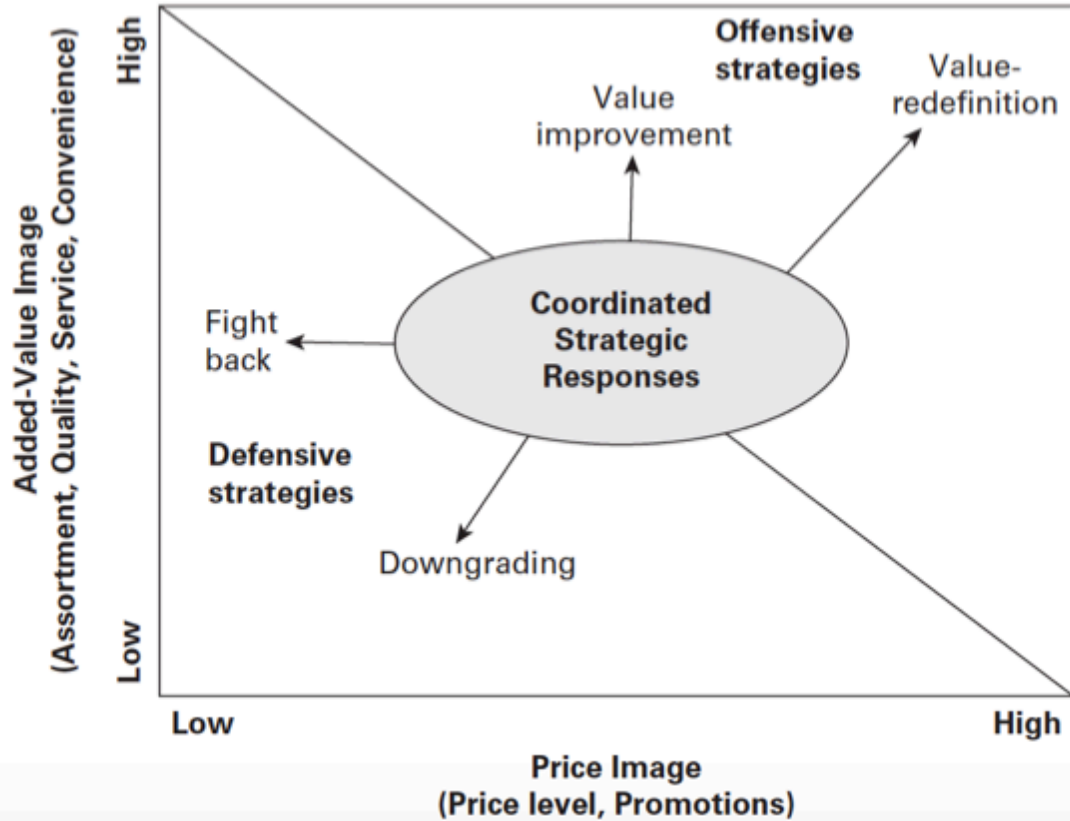 Offensive
strategies
Value-
redefinition
Value
improvement
High
Added-Value Image
(Assortment, Quality, Service, Convenience)
Low
Coordinated
Strategic
Responses
Fight
back
Defensive
strategies
Downgrading
Low
High
Price Image
(Price level, Promotions)